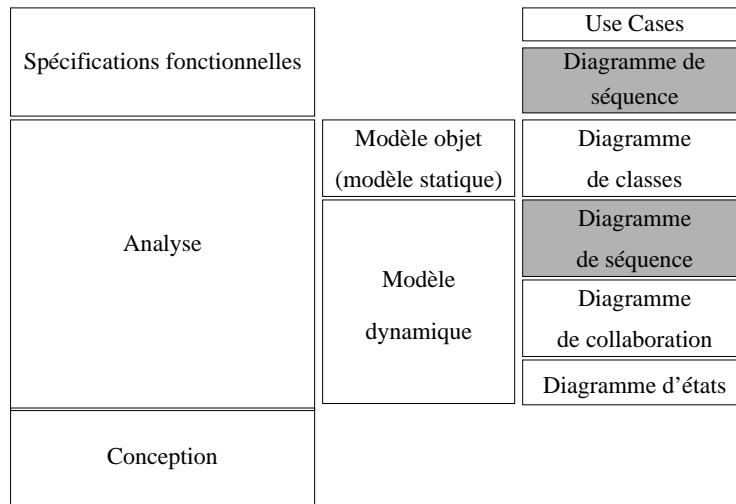 Use Cases
Spécifications fonctionnelles
Diagramme de
séquence
Modèle objet
(modèle statique)
Diagramme
de classes
Analyse
Modèle
dynamique
Diagramme
de séquence
Diagramme
de collaboration
Diagramme d’états
Conception